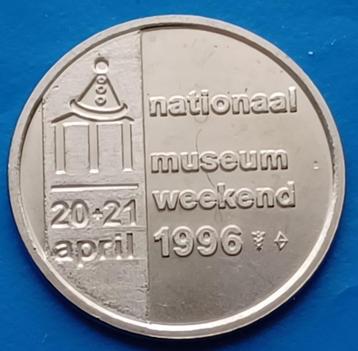 nationaal
museum
weekend
1996
20+21
april